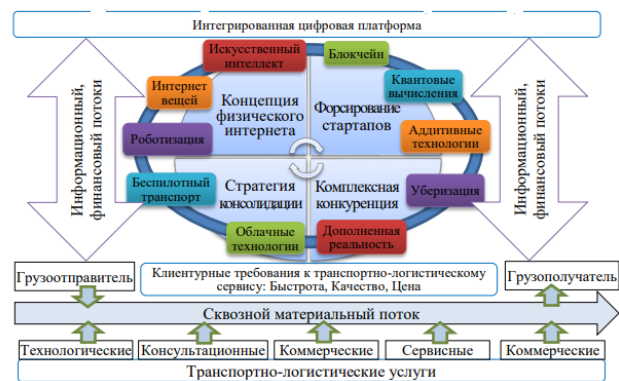 Интегрированная цифровая платформа
Информационный,
финансовый потоки
Искусственный
интеллект
Блокчейн
Интернет
вещей
Квантовые
вычисления
Концепция
физического
интернета
Форсирование
стартапов
Роботизация
Аддитивные
технологии
Беспилотный
транспорт
Стратегия
консолидации
Комплексная
конкуренция
Уберизация
Облачные
технологии
Дополненная
реальность
Информационный,
финансовый потоки
Грузоотправитель
Клиентурные требования к транспортно-логистическому
сервису: Быстрота, Качество, Цена
Грузополучатель
Сквозной материальный поток
Технологические
Консультационные
Коммерческие
Сервисные
Коммерческие
Транспортно-логистические услуги